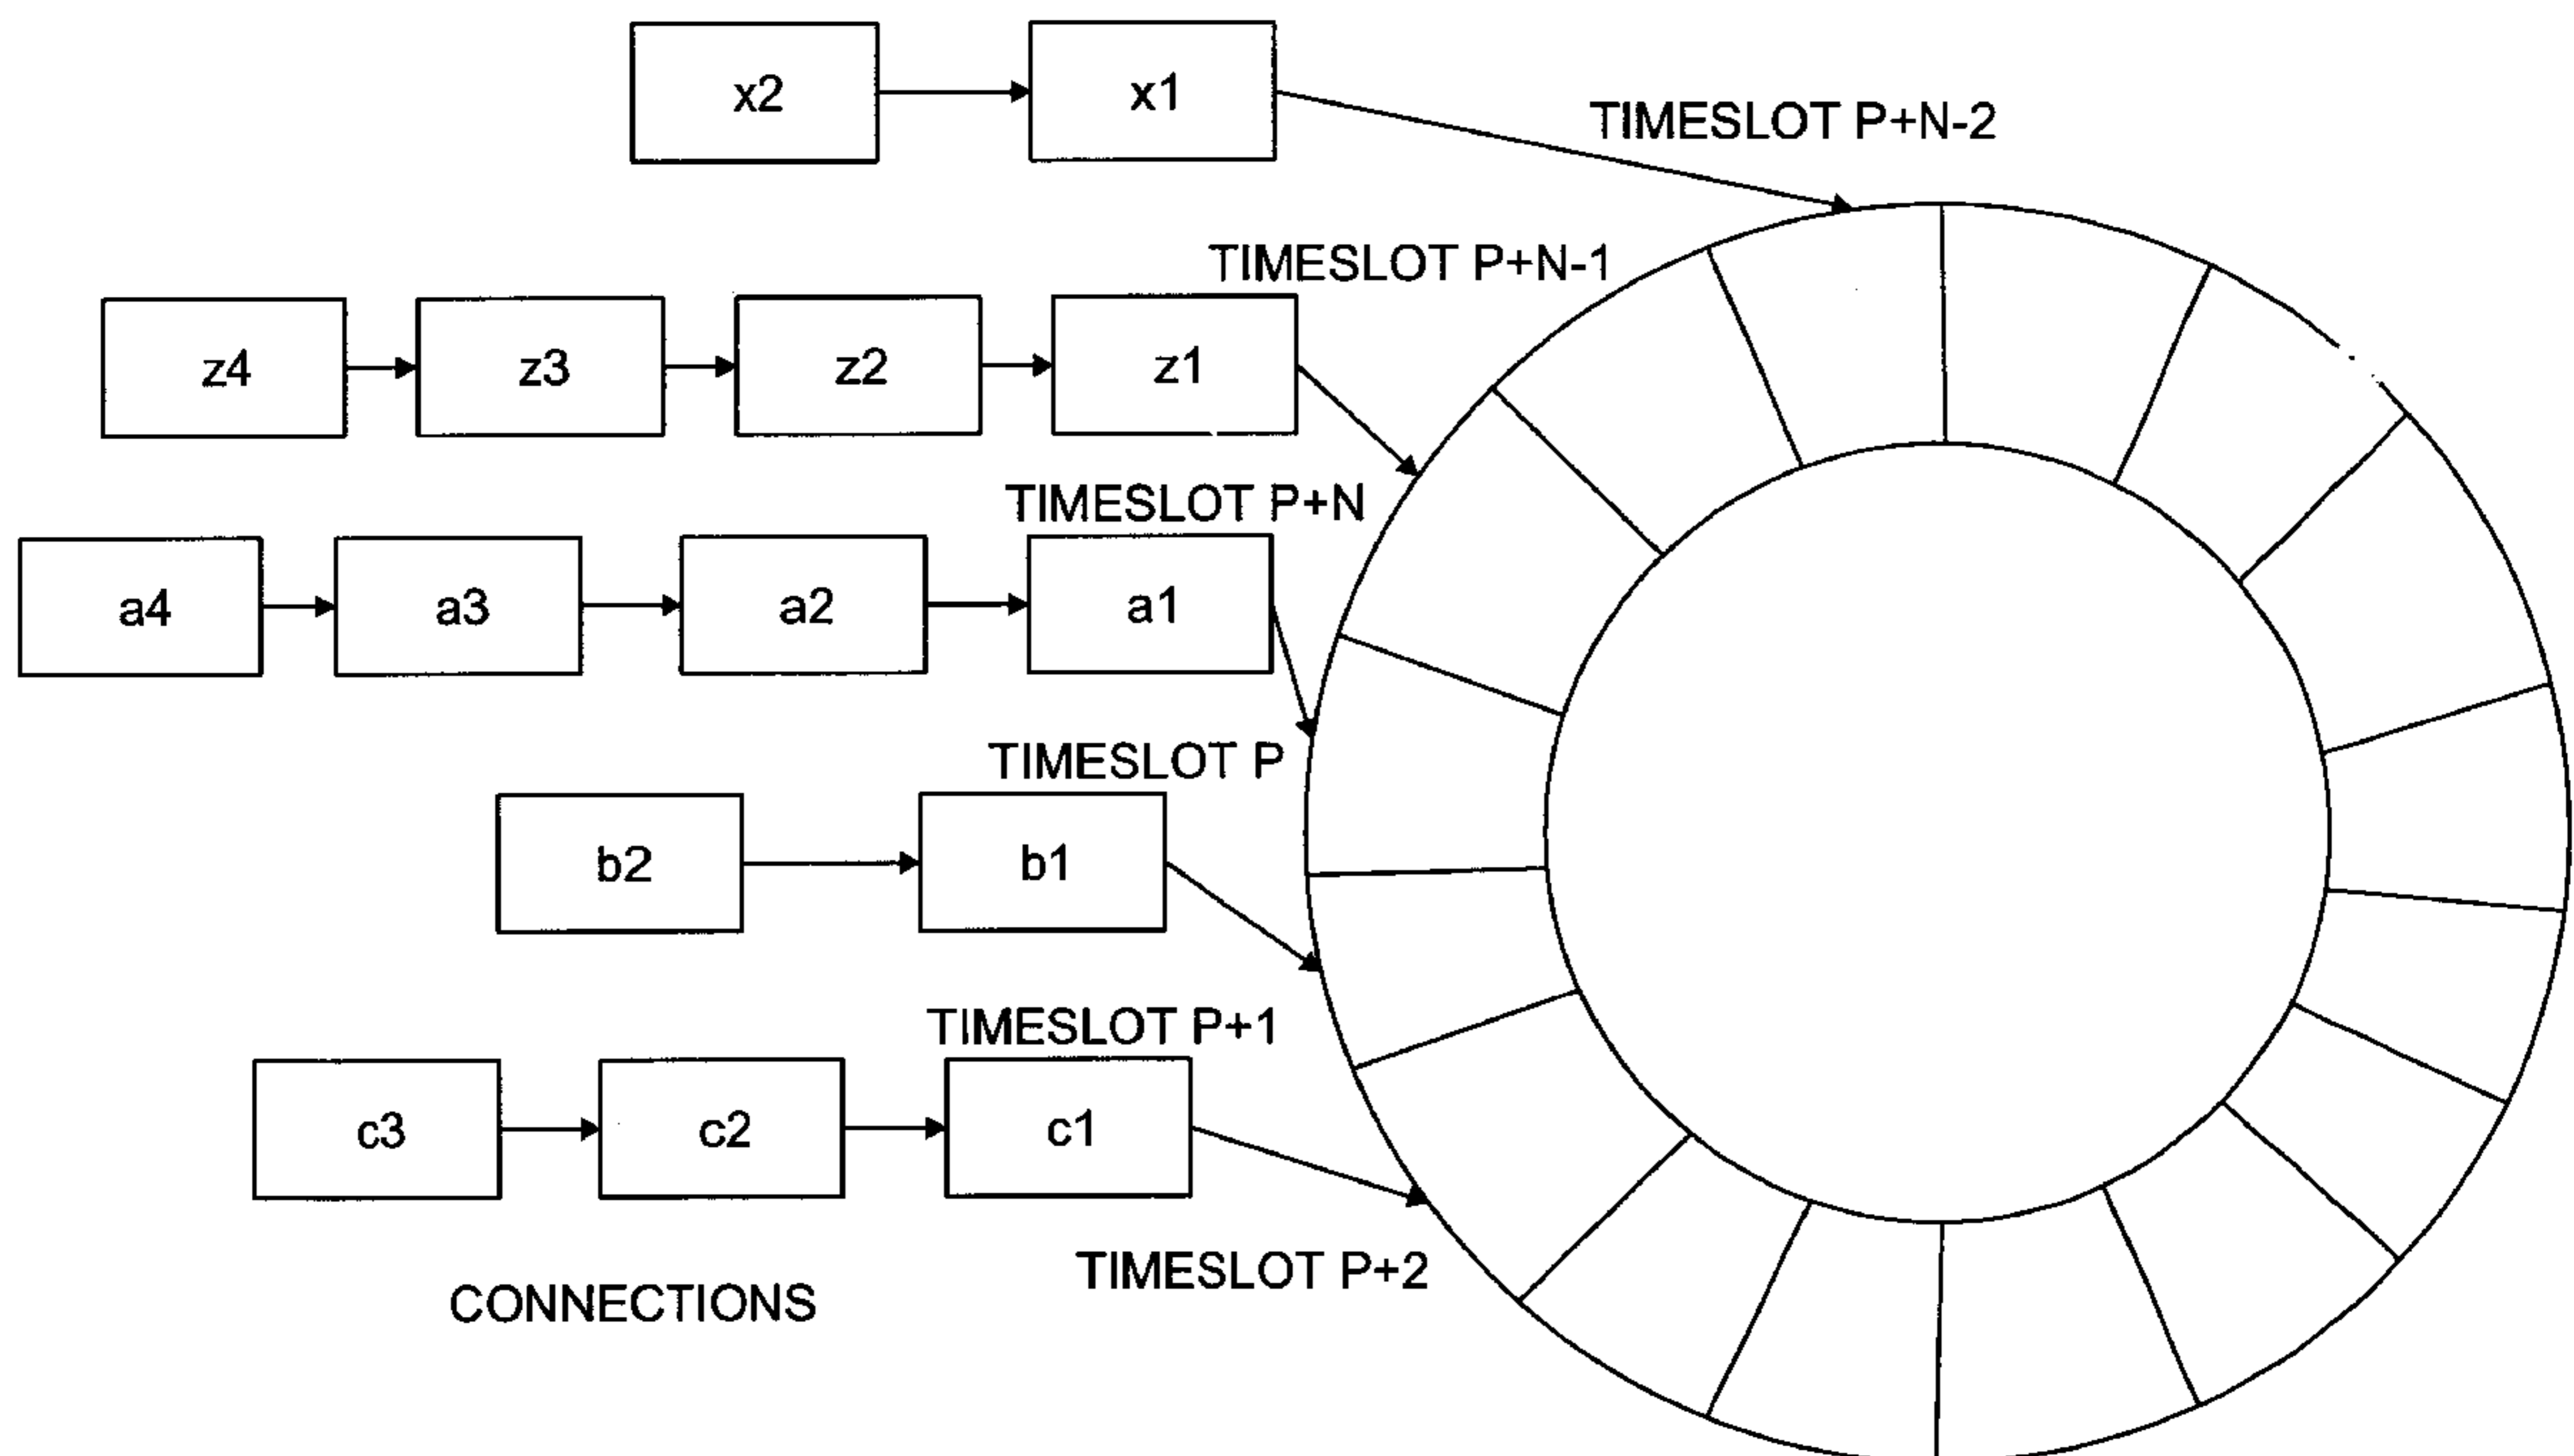 x2
x1
TIMESLOT P+N-2
TIMESLOT P+N-1
z4
z3
z2
z1
TIMESLOT P+N
a4
a3
a2
a1
TIMESLOT P
b2
b1
TIMESLOT P+1
c3
c2
c1
TIMESLOT P+2
CONNECTIONS